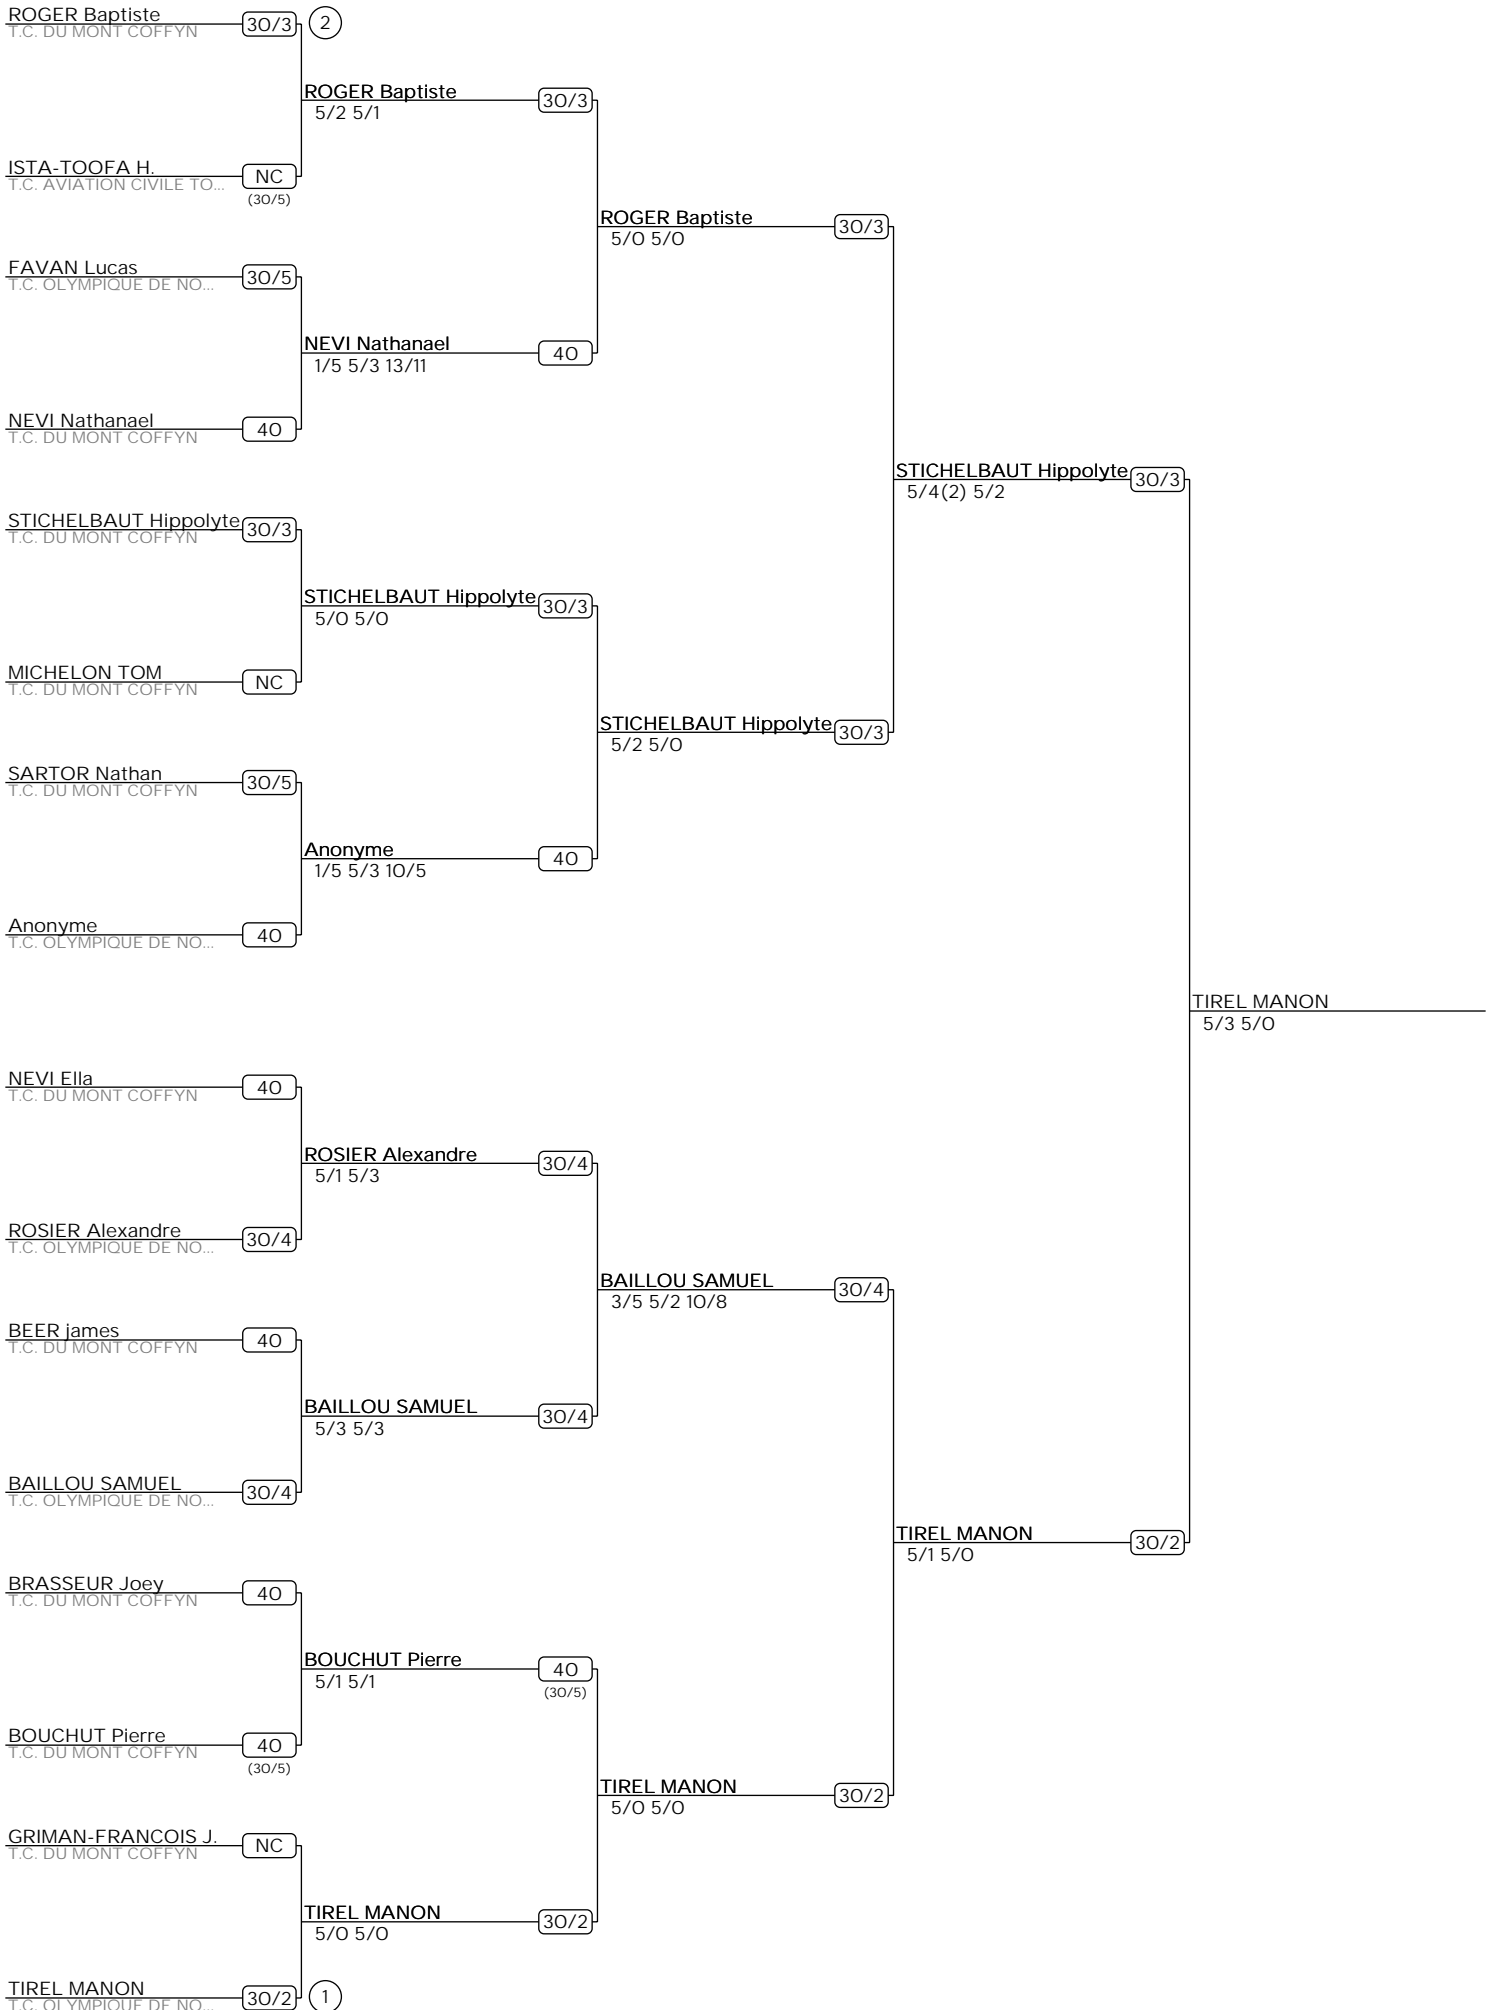 ROGER Baptiste
T.C. DU MONT COFFYN
30/3
2
ROGER Baptiste
5/2 5/1
30/3
ISTA-TOOFA H.
T.C. AVIATION CIVILE TO...
NC
(30/5)
ROGER Baptiste
5/0 5/0
30/3
FAVAN Lucas
T.C. OLYMPIQUE DE NO...
30/5
NEVI Nathanael
1/5 5/3 13/11
40
NEVI Nathanael
T.C. DU MONT COFFYN
40
STICHELBAUT Hippolyte
5/4(2) 5/2
30/3
STICHELBAUT Hippolyte
T.C. DU MONT COFFYN
30/3
STICHELBAUT Hippolyte
5/0 5/0
30/3
MICHELON TOM
T.C. DU MONT COFFYN
NC
STICHELBAUT Hippolyte
5/2 5/0
30/3
SARTOR Nathan
T.C. DU MONT COFFYN
30/5
Anonyme
1/5 5/3 10/5
40
Anonyme
T.C. OLYMPIQUE DE NO...
40
TIREL MANON
5/3 5/0
NEVI Ella
T.C. DU MONT COFFYN
40
ROSIER Alexandre
5/1 5/3
30/4
ROSIER Alexandre
T.C. OLYMPIQUE DE NO...
30/4
BAILLOU SAMUEL
3/5 5/2 10/8
30/4
BEER james
T.C. DU MONT COFFYN
40
BAILLOU SAMUEL
5/3 5/3
30/4
BAILLOU SAMUEL
T.C. OLYMPIQUE DE NO...
30/4
TIREL MANON
5/1 5/0
30/2
BRASSEUR Joey
T.C. DU MONT COFFYN
40
BOUCHUT Pierre
5/1 5/1
40
(30/5)
BOUCHUT Pierre
T.C. DU MONT COFFYN
40
(30/5)
TIREL MANON
5/0 5/0
30/2
GRIMAN-FRANCOIS J.
T.C. DU MONT COFFYN
NC
TIREL MANON
5/0 5/0
30/2
TIREL MANON
T.C. OLYMPIQUE DE NO...
30/2
1